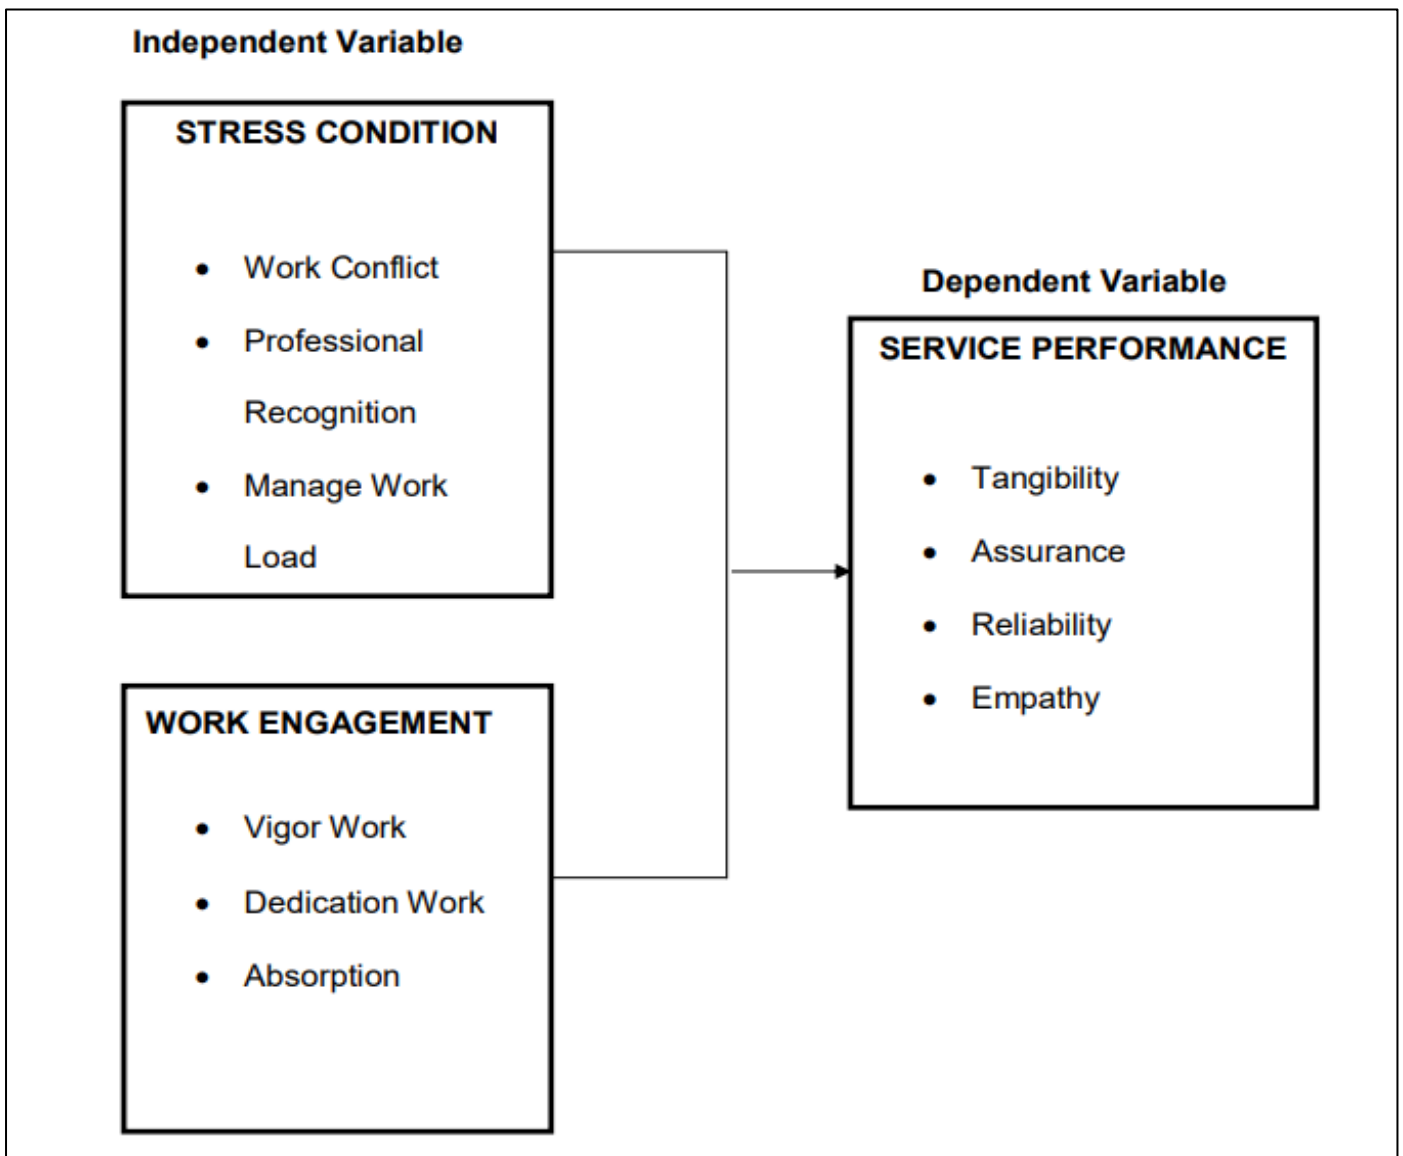 Independent Variable
STRESS CONDITION
• Work Conflict
• Professional
Recognition
• Manage Work
Load
WORK ENGAGEMENT
• Vigor Work
• Dedication Work
• Absorption
Dependent Variable
SERVICE PERFORMANCE
• Tangibility
• Assurance
• Reliability
• Empathy